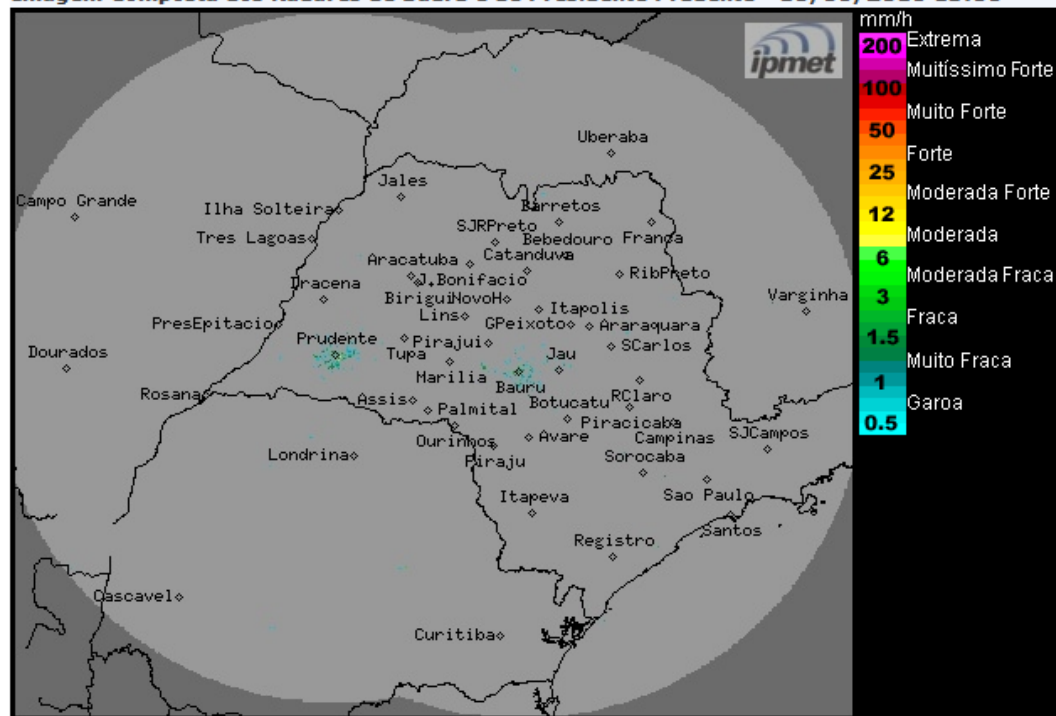 mm/h
200 Extrema
Muitíssimo Forte
100
Muito Forte
50
Forte
25
Moderada Forte
12
Moderada
6
Moderada Fraca
3
Fraca
1.5
Muito Fraca
1
Garoa
0.5
ipmet
Uberaba
Jales
Campo Grande
Ilha Solteira
Barretos
SJRPreto
Tres Lagoas
Bebedouro Franca
Aracatuba
Catanduva
J.Bonifacio
RibPreto
Dracena
Birigui
NovoH
Itapolis
Varginha
Lins
PresEpitacio
GPeixoto
Araraquara
Prudente
Pirajui
SCarlos
Dourados
Tupa
Jau
Marilia
Bauru
Rosana
Assis
Botucatu
RClaro
Palmital
Piracicaba
Ourinhos
Avare
Campinas
SJCampos
Londrina
Piraju
Sorocaba
Itapeva
Sao Paulo
Santos
Registro
Cascavel
Curitiba